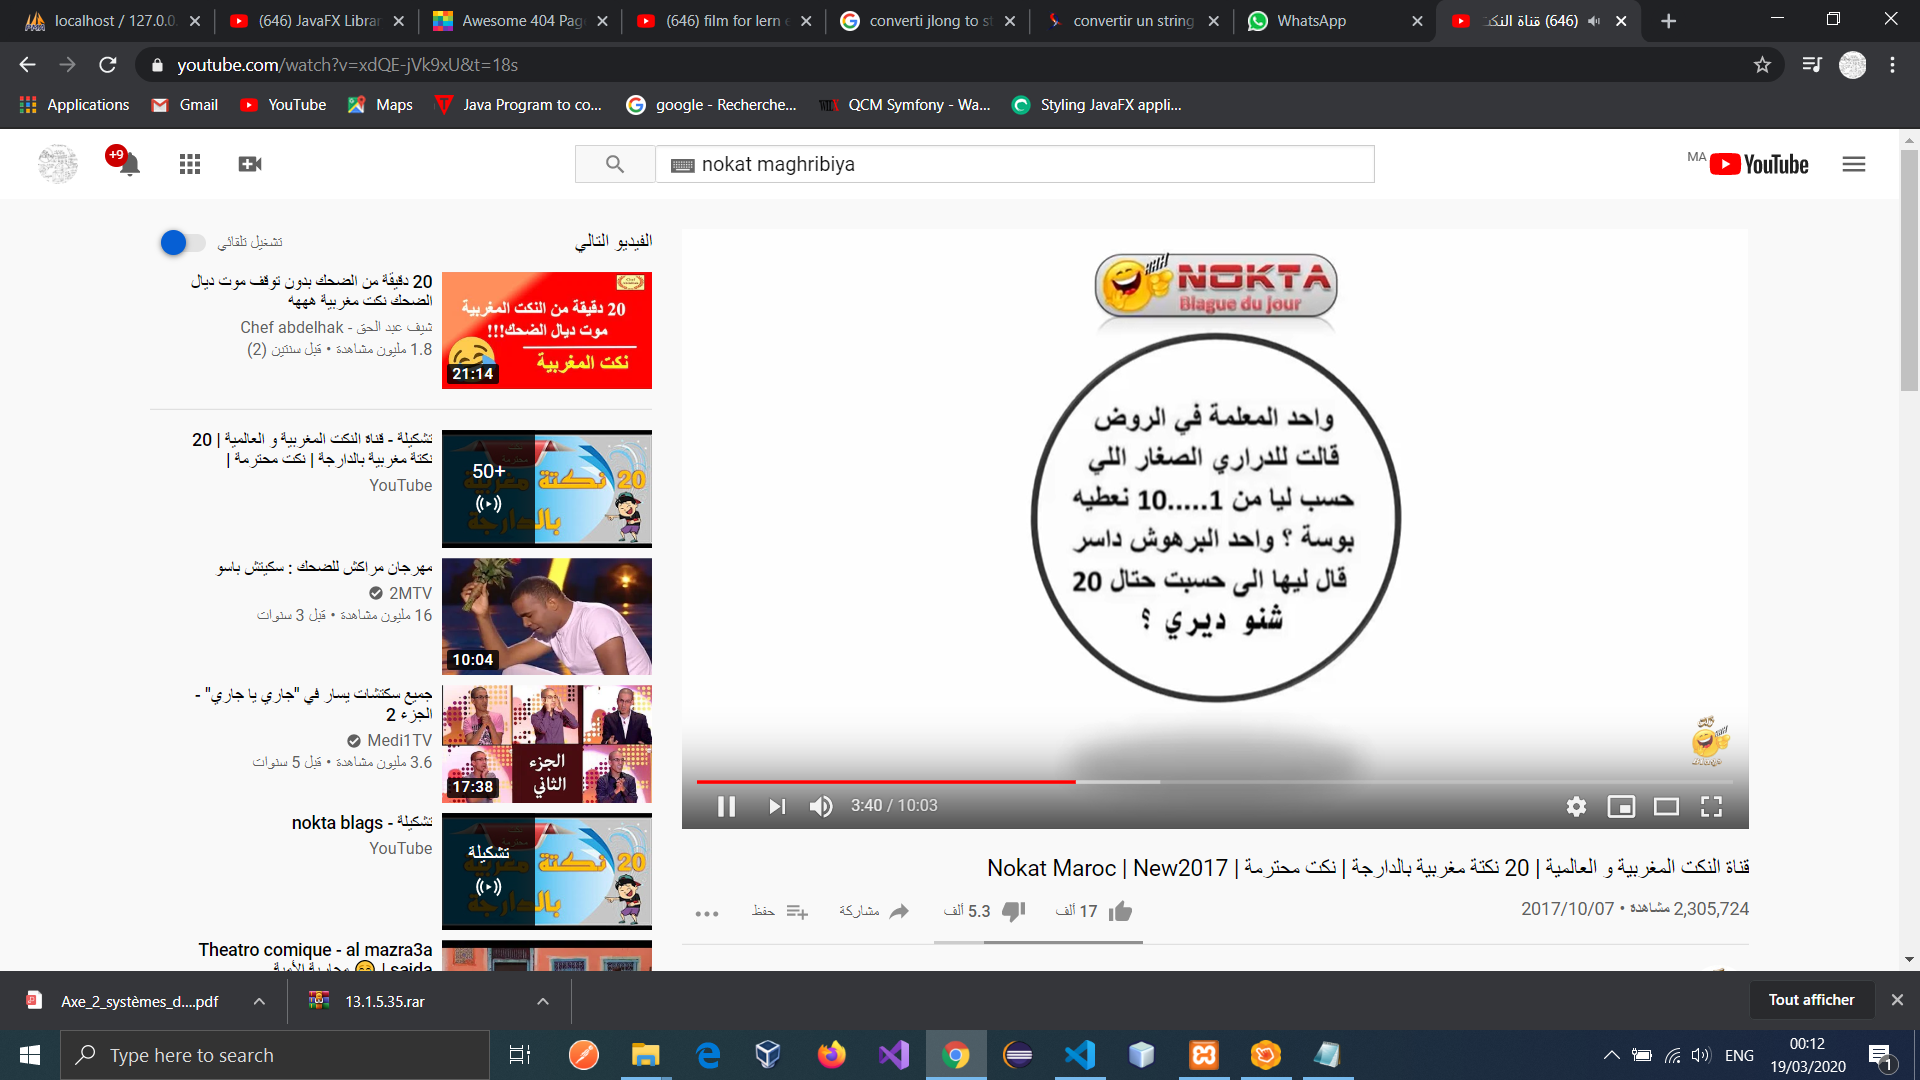 localhost / 127.0.0.
(646) JavaFX Librar
Awesome 404 Page
(646) film for lern e
converti jlong to st
convertir un string
WhatsApp
(646) قناة النكت
youtube.com/watch?v=xdQE-jVk9xU&t=18s
Applications
Gmail
YouTube
Maps
Java Program to co...
google - Recherche...
QCM Symfony - Wa...
Styling JavaFX appli...
+9
nokat maghribiya
MA
YouTube
تشغيل تلقائي
الفيديو التالي
20 دقيقة من الضحك بدون توقف موت ديال
الضحك نكت مغربية هههه
شيف عبد الحق - Chef abdelhak
1.8 مليون مشاهدة • قبل سنتين (2)
20 دقيقة من النكت المغربية
موت ديال الضحك!!!
نكت المغربية
21:14
تشكيلة - قناة النكت المغربية و العالمية | 20
نكتة مغربية بالدارجة | نكت محترمة |
YouTube
50+
20 نكتة مغربية
بالدارجة
مهرجان مراكش للضحك : سكيتش باسو
2MTV
16 مليون مشاهدة • قبل 3 سنوات
10:04
جميع سكتشات يسار في "جاري يا جاري" -
الجزء 2
Medi1TV
3.6 مليون مشاهدة • قبل 5 سنوات
الجزء
الثاني
17:38
تشكيلة - nokta blags
YouTube
تشكيلة
20 نكتة مغربية
بالدارجة
Theatro comique - al mazra3a
saida | 😄 محاربة الأمية
NOKTA
Blague du jour
واحد المعلمة في الروض
قالت للدراري الصغار اللي
حسب ليا من 1.....10 نعطيه
بوسة ؟ واحد البرهوش داسر
قال ليها الى حسبت حتال 20
شنو ديري ؟
3:40 / 10:03
قناة النكت المغربية و العالمية | 20 نكتة مغربية بالدارجة | نكت محترمة | Nokat Maroc | New2017
2,305,724 مشاهدة • 2017/10/07
17 ألف
5.3 ألف
مشاركة
حفظ
Axe_2_systèmes_d....pdf
13.1.5.35.rar
Tout afficher
Type here to search
ENG
00:12
19/03/2020
1